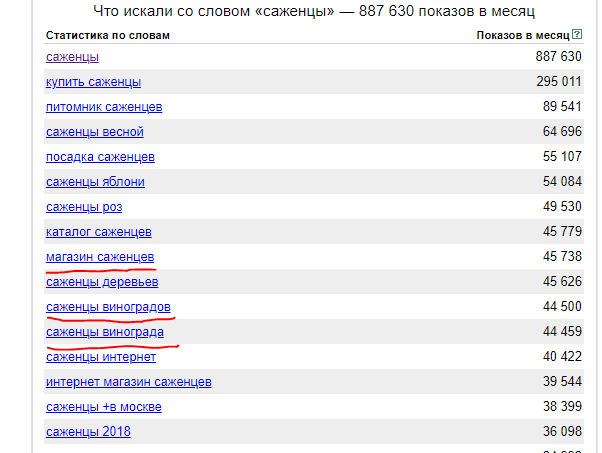 Что искали со словом «саженцы» — 887 630 показов в месяц
Статистика по словам Показов в месяц ?
саженцы 887 630
купить саженцы 295 011
питомник саженцев 89 541
саженцы весной 64 696
посадка саженцев 55 107
саженцы яблони 54 084
саженцы роз 49 530
каталог саженцев 45 779
магазин саженцев 45 738
саженцы деревьев 45 626
саженцы виноградов 44 500
саженцы винограда 44 459
саженцы интернет 40 422
интернет магазин саженцев 39 544
саженцы +в москве 38 399
саженцы 2018 36 098